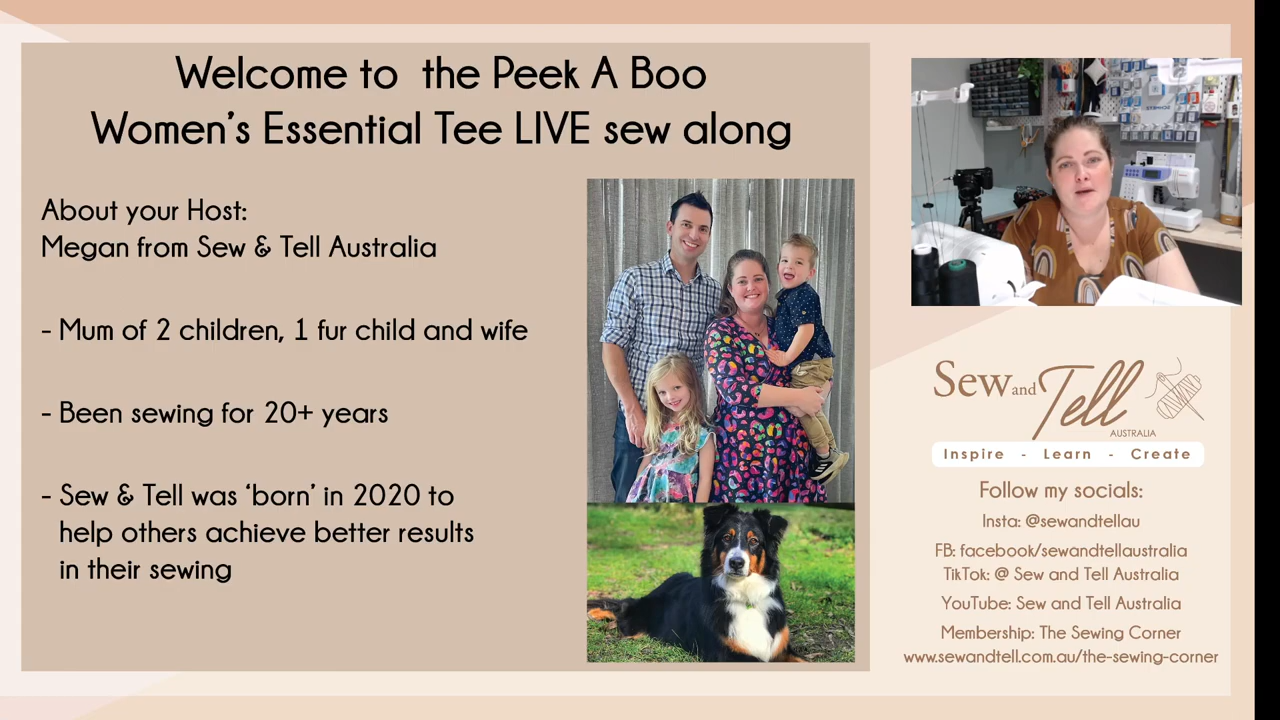 Welcome to the Peek A Boo
Women's Essential Tee LIVE sew along
About your Host:
Megan from Sew & Tell Australia
- Mum of 2 children, 1 fur child and wife
- Been sewing for 20+ years
- Sew & Tell was ‘born’ in 2020 to
help others achieve better results
in their sewing
Sew and Tell
AUSTRALIA
Inspire - Learn - Create
Follow my socials:
Insta: @sewandtellau
FB: facebook/sewandtellaustralia
TikTok: @ Sew and Tell Australia
YouTube: Sew and Tell Australia
Membership: The Sewing Corner
www.sewandtell.com.au/the-sewing-corner